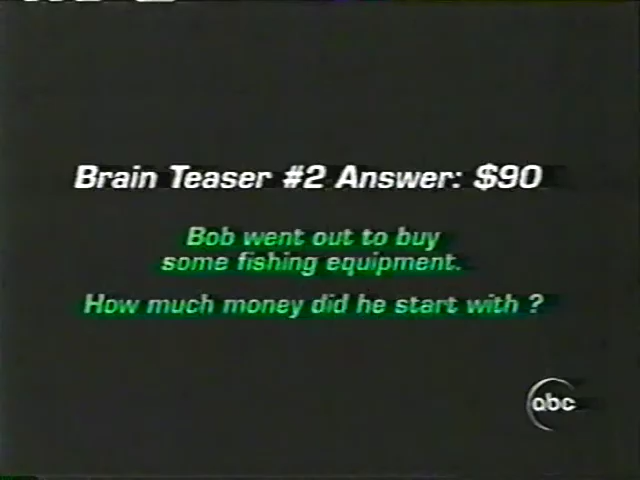 Brain Teaser #2 Answer: $90
Bob went out to buy
some fishing equipment.
How much money did he start with ?
abc